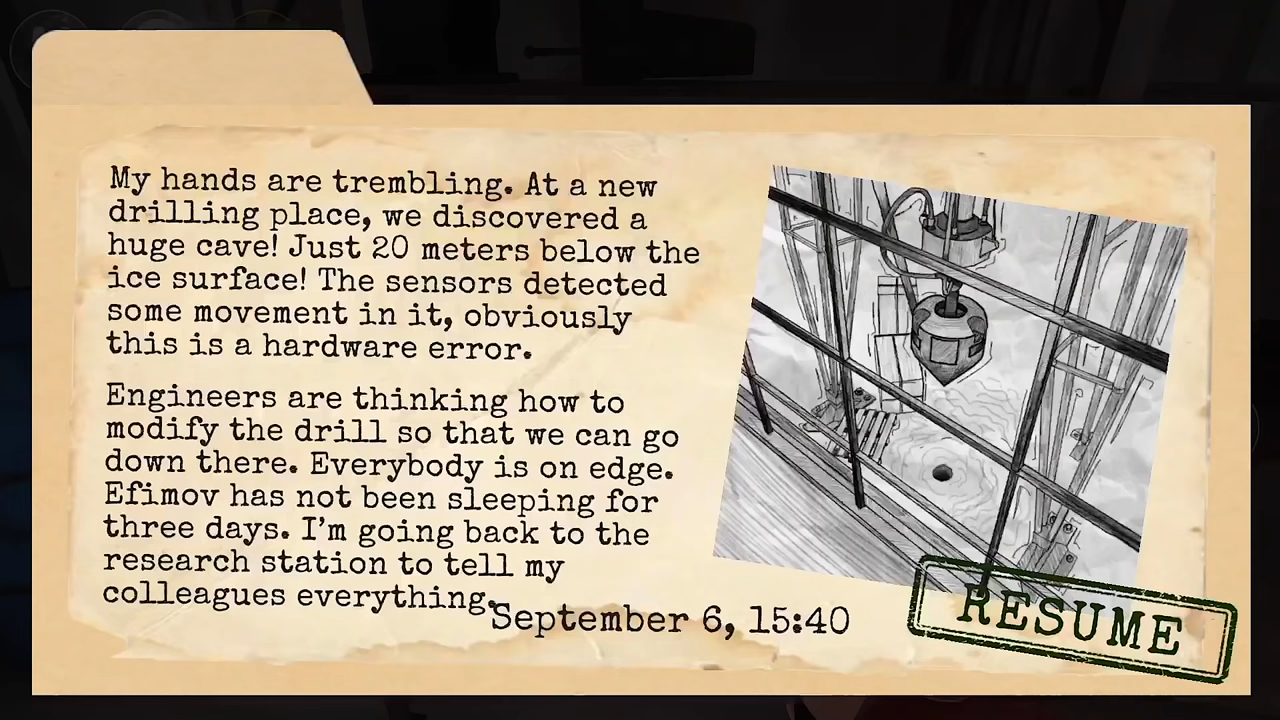 My hands are trembling. At a new
drilling place, we discovered a
huge cave! Just 20 meters below the
ice surface! The sensors detected
some movement in it, obviously
this is a hardware error.
Engineers are thinking how to
modify the drill so that we can go
down there. Everybody is on edge.
Efimov has not been sleeping for
three days. I'm going back to the
research station to tell my
colleagues everything.
September 6, 15:40
RESUME